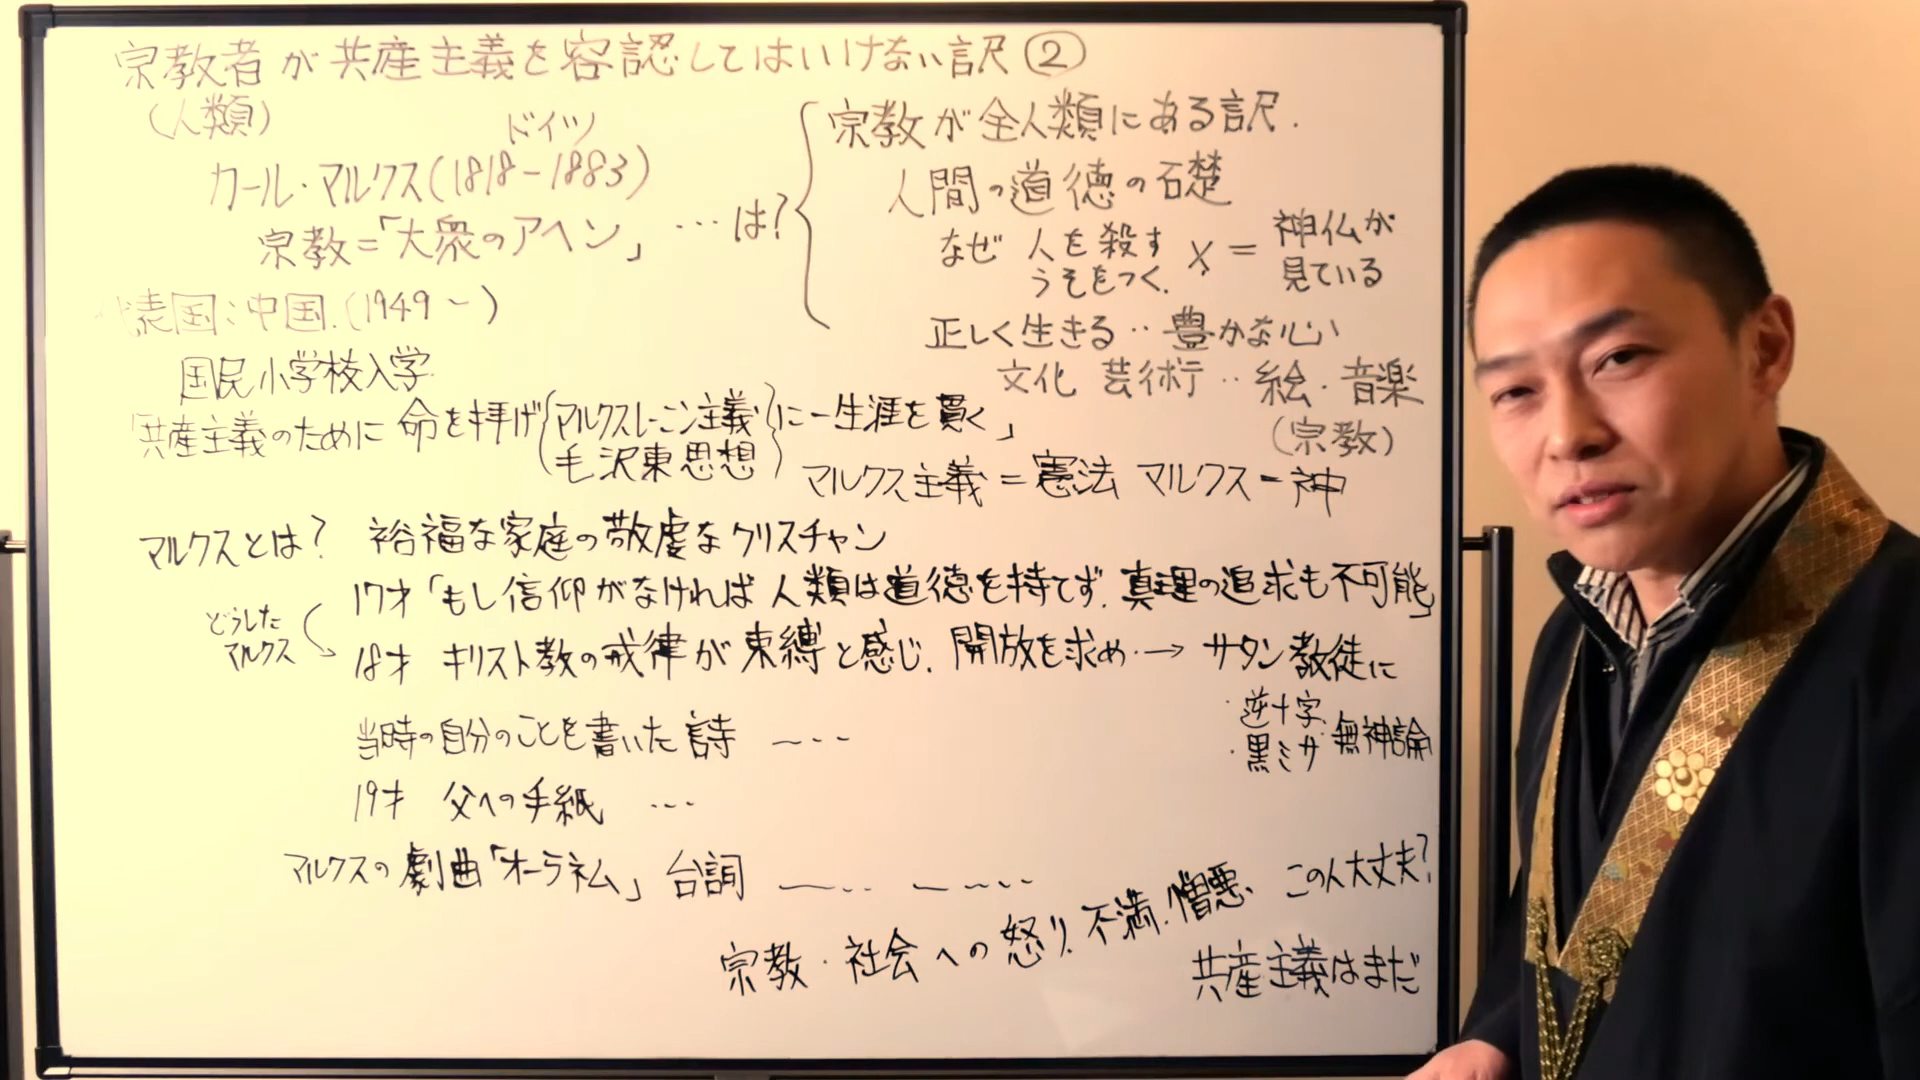 宗教者が共産主義を容認してはいけない訳②
(人類)
ドイツ
カール・マルクス(1818-1883)
宗教=「大衆のアヘン」…は?
宗教が全人類にある訳.
人間の道徳の石楚
なぜ 人を殺す
うそをつく.
× = 神仏が
見ている
正しく生きる‥豊かな心
文化 芸術‥絵・音楽
(宗教)
代表国:中国.(1949~)
国民小学校入学
「共産主義のために命を捧げ
マルクスレーニン主義
毛沢東思想
に一生涯を貫く」
マルクス主義=憲法 マルクス-神
マルクスとは? 裕福な家庭の敬虔なクリスチャン
17才「もし信仰がなければ人類は道徳を持てず.真理の追求も不可能」
どうした
マルクス
18才 キリスト教の戒律が束縛と感じ.開放を求め・→ サタン教徒に
・逆十字.
・黒ミサ
無神論
当時の自分のことを書いた詩
19才 父への手紙 …
マルクスの劇曲「オーラネム」台詞
宗教・社会への怒り.不満.憎悪. この人大丈夫?
共産主義はまだ